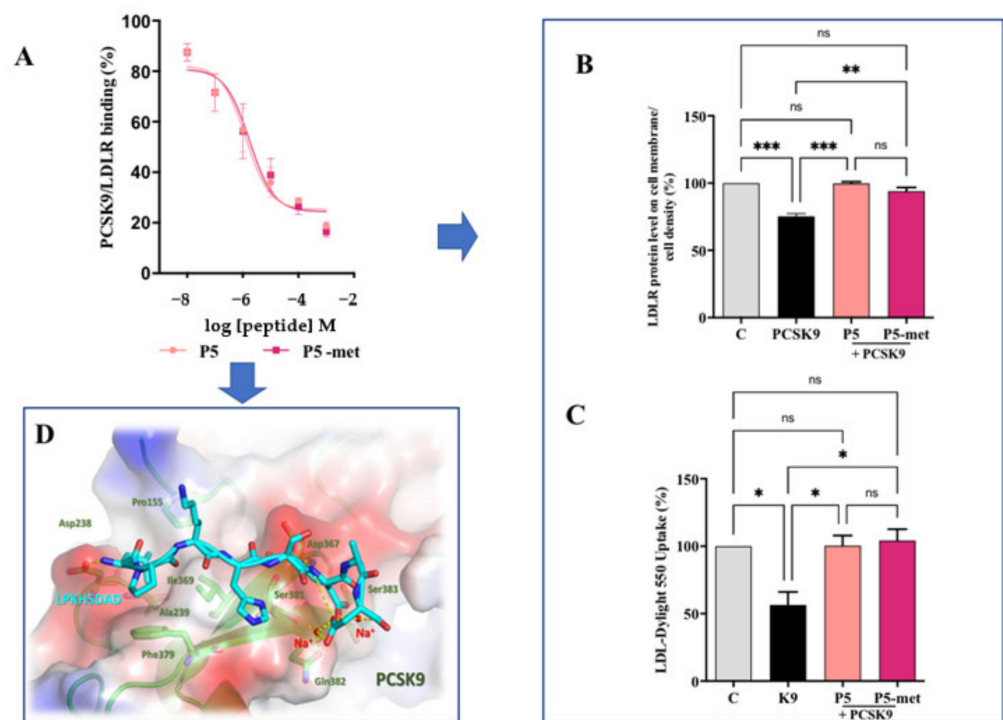 A
PCSK9/LDLR binding (%)
100
80
60
40
20
0
−8 −6 −4 −2
log [peptide] M
P5 P5 -met
B
LDLR protein level on cell membrane/
cell density (%)
150
100
50
0
ns
**
ns
*** *** ns
C PCSK9 P5 P5-met
+ PCSK9
C
LDL-Dylight 550 Uptake (%)
150
100
50
0
ns
ns
*
* * ns
C K9 P5 P5-met
+ PCSK9
D
Pro155
Asp238
Asp367
LPKHSDAD
Ile369
Ser381
Ser383
Ala239
Phe379
Na+
Na+
Gln382
PCSK9